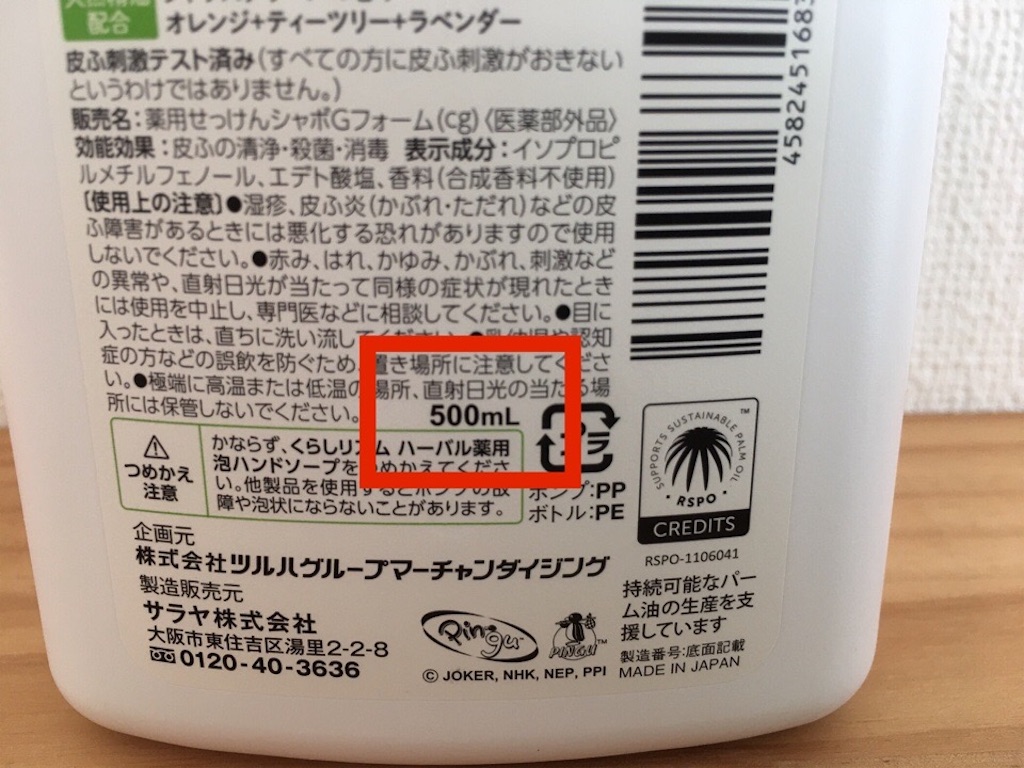 配合
オレンジ+ティーツリー+ラベンダー
皮ふ刺激テスト済み(すべての方に皮ふ刺激がおきない
というわけではありません。)
販売名:薬用せっけんシャボGフォーム(cg)〈医薬部外品〉
効能効果:皮ふの清浄・殺菌・消毒 表示成分:イソプロピ
ルメチルフェノール、エデト酸塩、香料(合成香料不使用)
[使用上の注意]●湿疹、皮ふ炎(かぶれ・ただれ)などの皮
ふ障害があるときには悪化する恐れがありますので使用
しないでください。●赤み、はれ、かゆみ、かぶれ、刺激など
の異常や、直射日光が当たって同様の症状が現れたとき
には使用を中止し、専門医などに相談してください。●目に
入ったときは、直ちに洗い流してください。●乳幼児や認知
症の方などの誤飲を防ぐため、置き場所に注意してくださ
い。●極端に高温または低温の場所、直射日光の当たる場
所には保管しないでください。
500mL
プラ
つめかえ
注意
かならず、くらしリズム ハーバル薬用
泡ハンドソープをつめかえてくださ
い。他製品を使用するとポンプの故
障や泡状にならないことがあります。
ポンプ:PP
ボトル:PE
企画元
株式会社ツルハグループマーチャンダイジング
製造販売元
サラヤ株式会社
大阪市東住吉区湯里2-2-8
0120-40-3636
Pingu
PINGU™
© JOKER, NHK, NEP, PPI
4582451683
SUPPORTS SUSTAINABLE PALM OIL
™
RSPO
CREDITS
RSPO-1106041
持続可能なパー
ム油の生産を支
援しています
製造番号:底面記載
MADE IN JAPAN